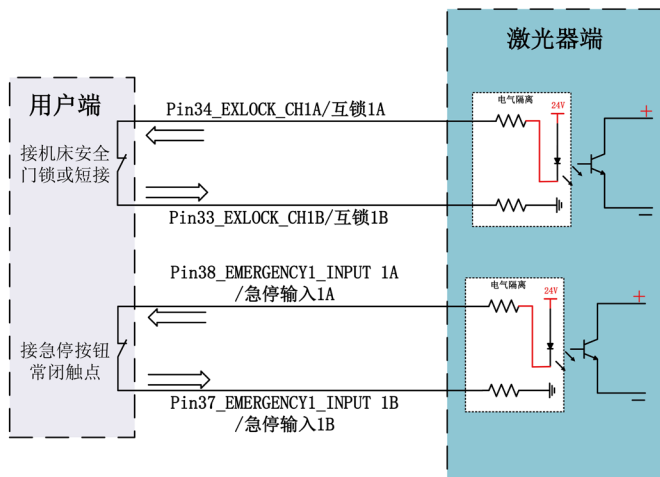 激光器端
用户端
Pin34_EXLOCK_CH1A/互锁1A
电气隔离
24V
+
接机床安全
门锁或短接
Pin33_EXLOCK_CH1B/互锁1B
Pin38_EMERGENCY1_INPUT 1A
/急停输入1A
电气隔离
24V
+
接急停按钮
常闭触点
Pin37_EMERGENCY1_INPUT 1B
/急停输入1B